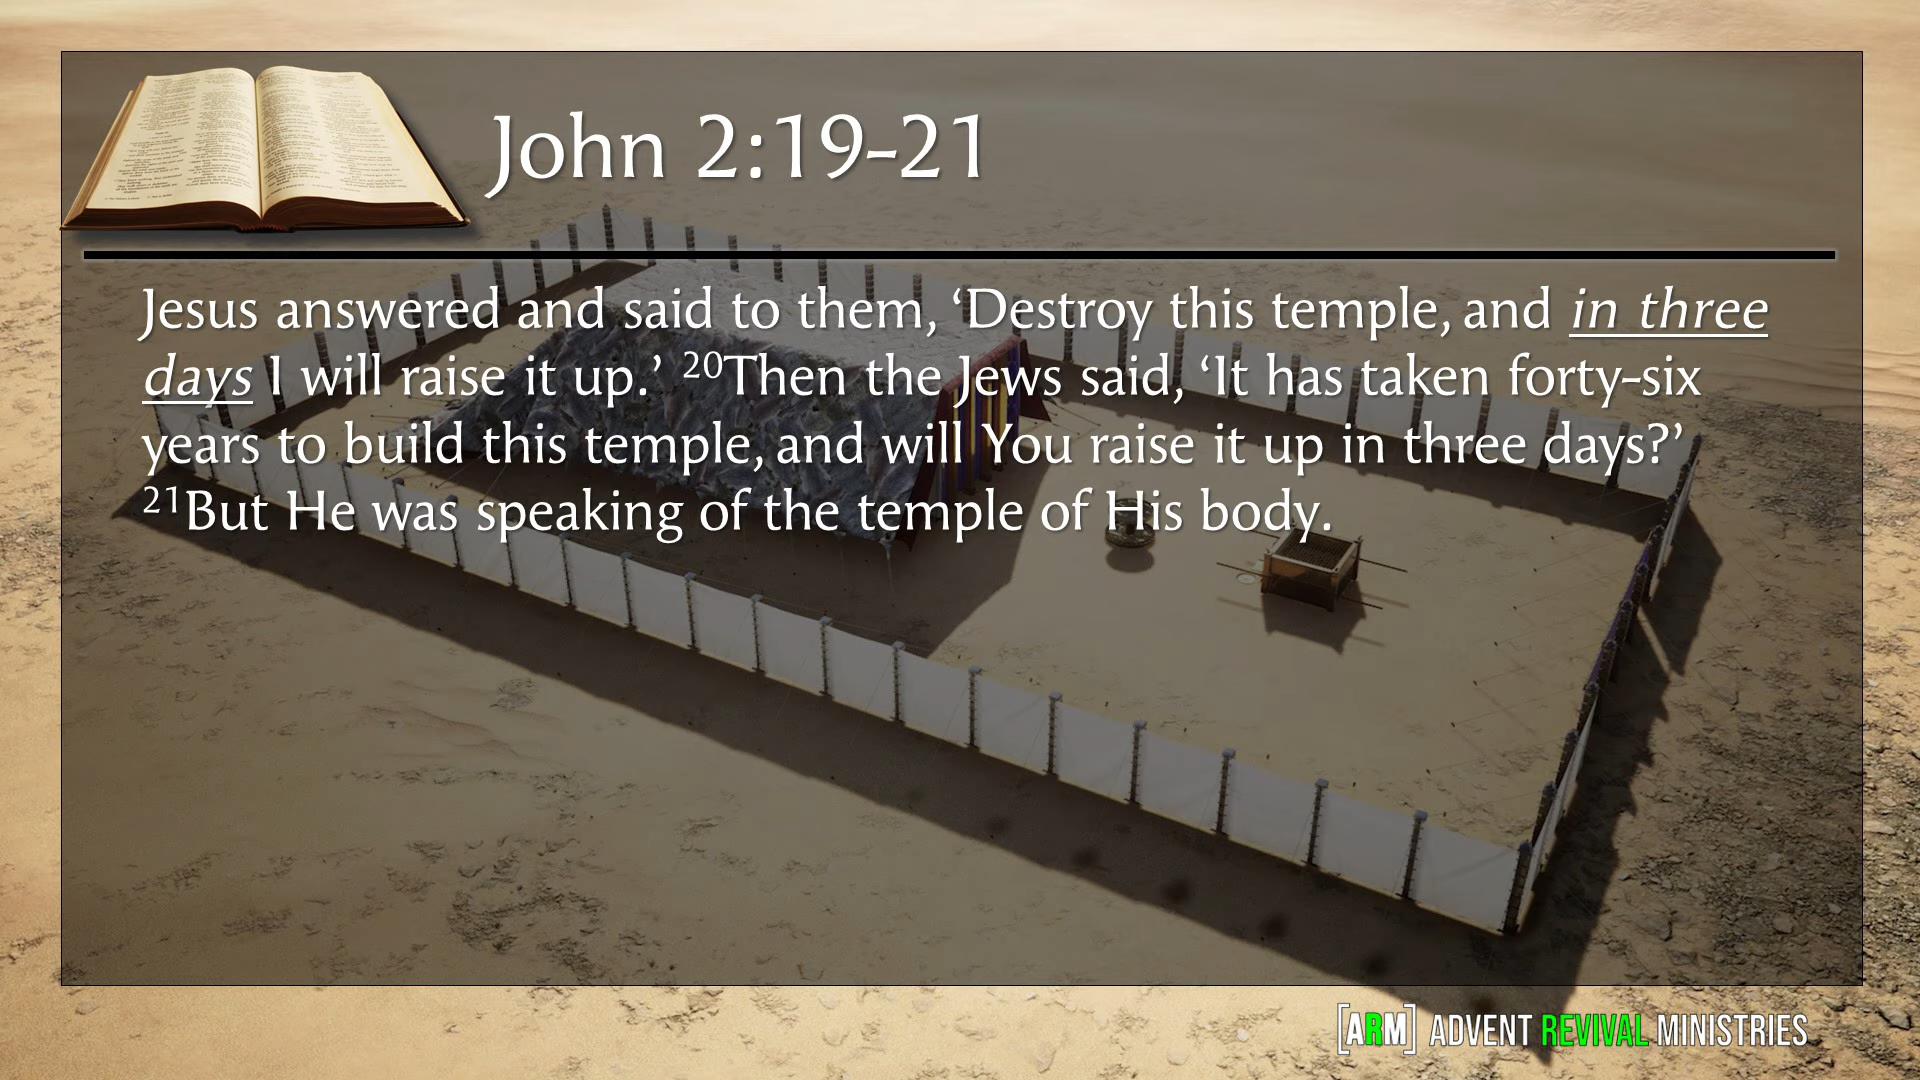 John 2:19-21
Jesus answered and said to them, ‘Destroy this temple, and in three
days I will raise it up.’ ²⁰Then the Jews said, ‘It has taken forty-six
years to build this temple, and will You raise it up in three days?’
²¹But He was speaking of the temple of His body.
[ARM] ADVENT REVIVAL MINISTRIES